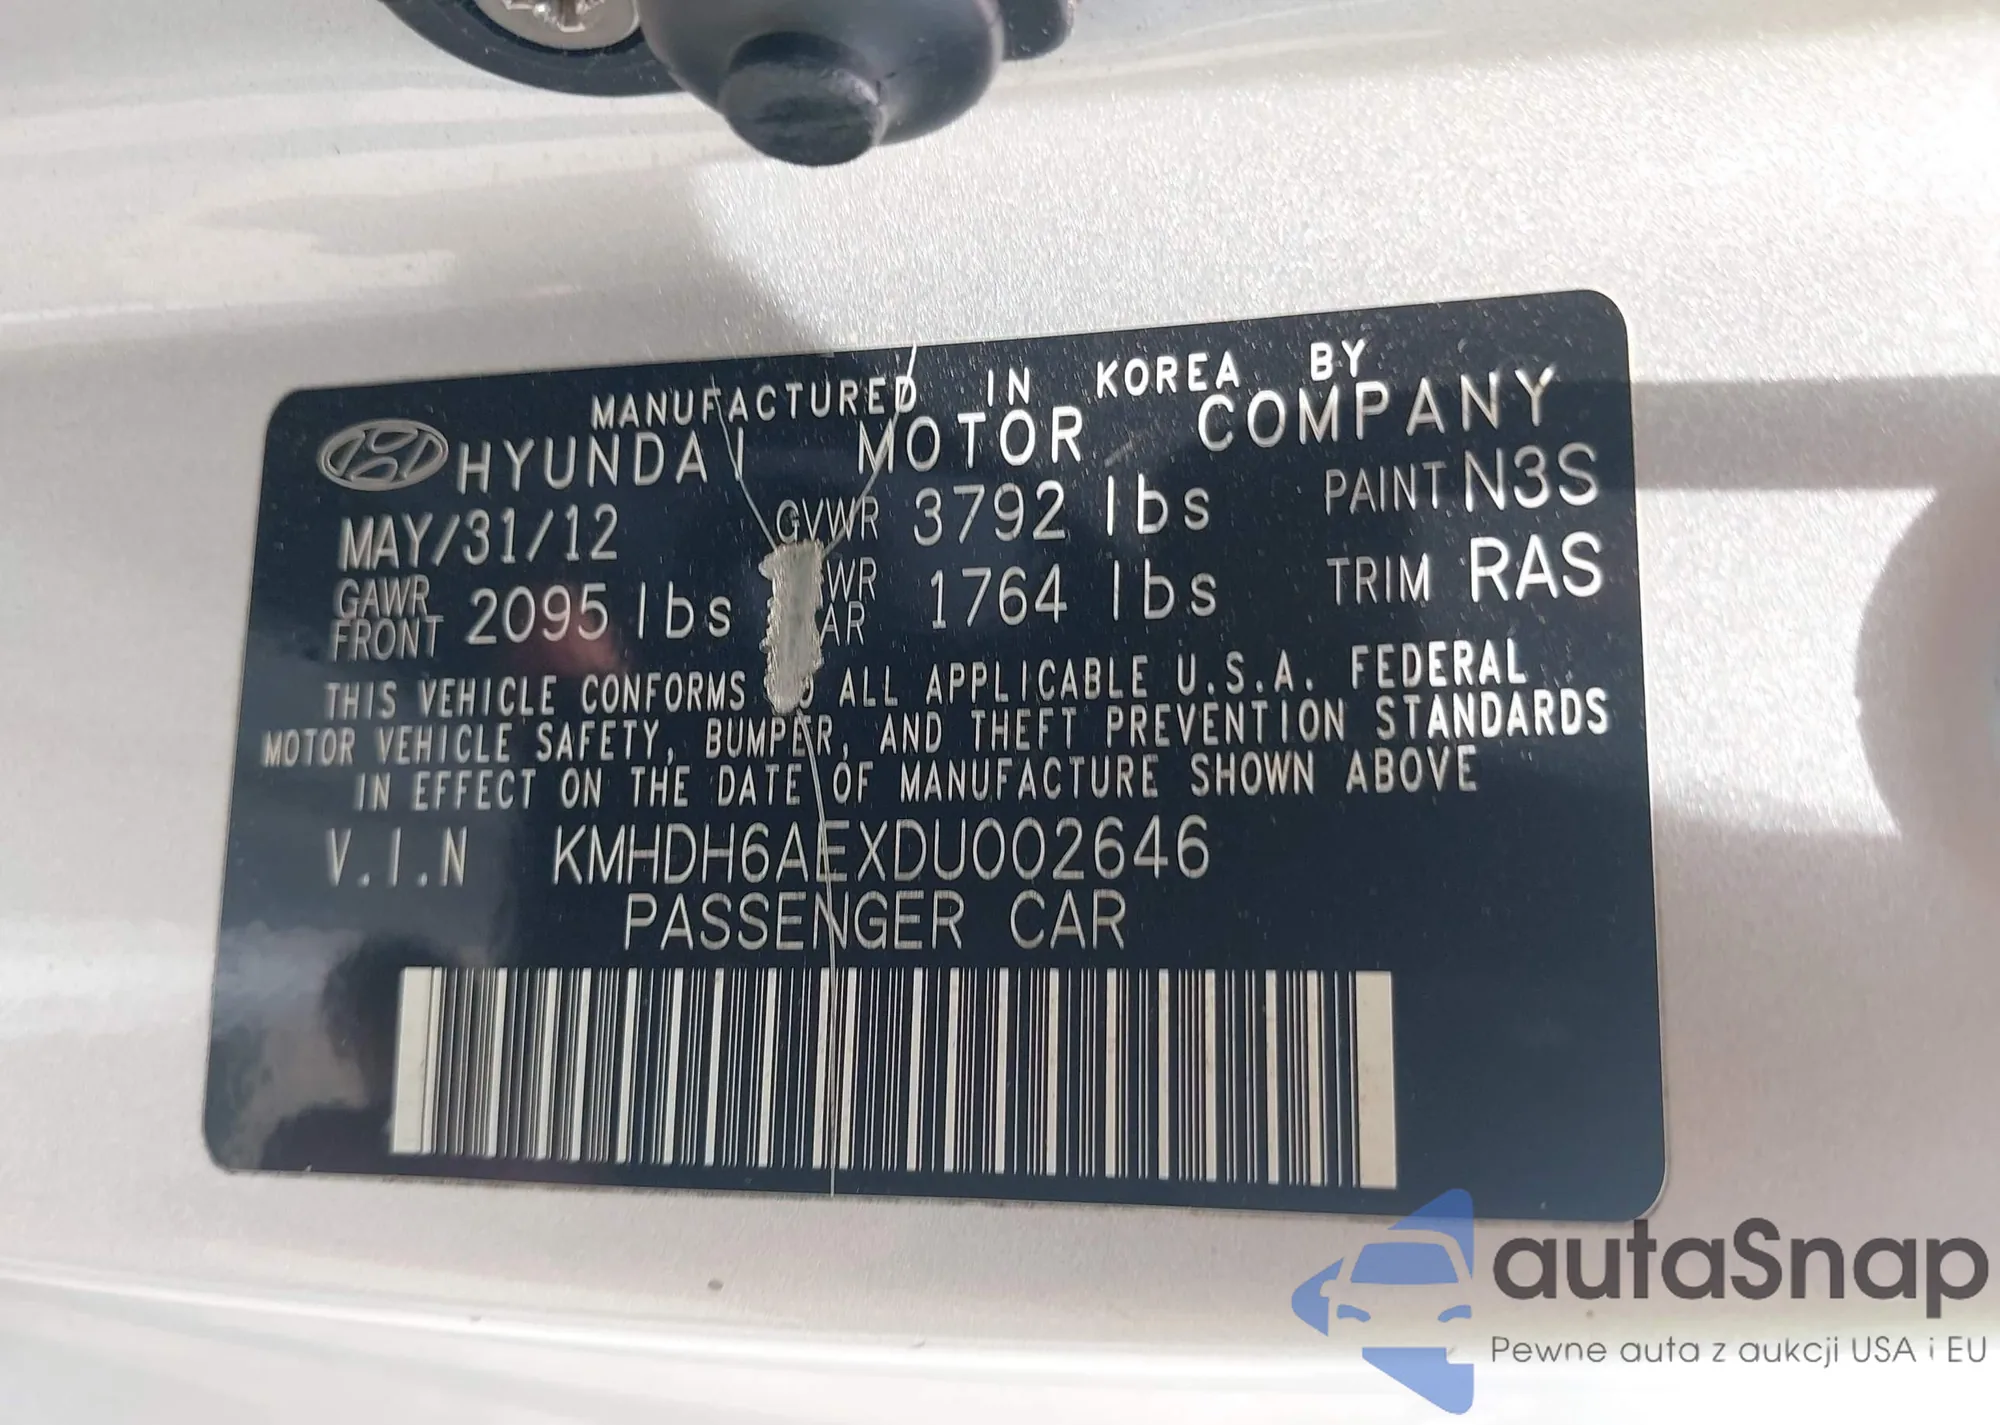 MANUFACTURED IN KOREA BY
HYUNDAI MOTOR COMPANY
MAY/31/12 GVWR 3792 lbs PAINT N3S
GAWR FRONT 2095 lbs WR AR 1764 lbs TRIM RAS
THIS VEHICLE CONFORMS ALL APPLICABLE U.S.A. FEDERAL
MOTOR VEHICLE SAFETY, BUMPER, AND THEFT PREVENTION STANDARDS
IN EFFECT ON THE DATE OF MANUFACTURE SHOWN ABOVE
V.I.N KMHDH6AEXDU002646
PASSENGER CAR
autaSnap
Pewne auta z aukcji USA i EU